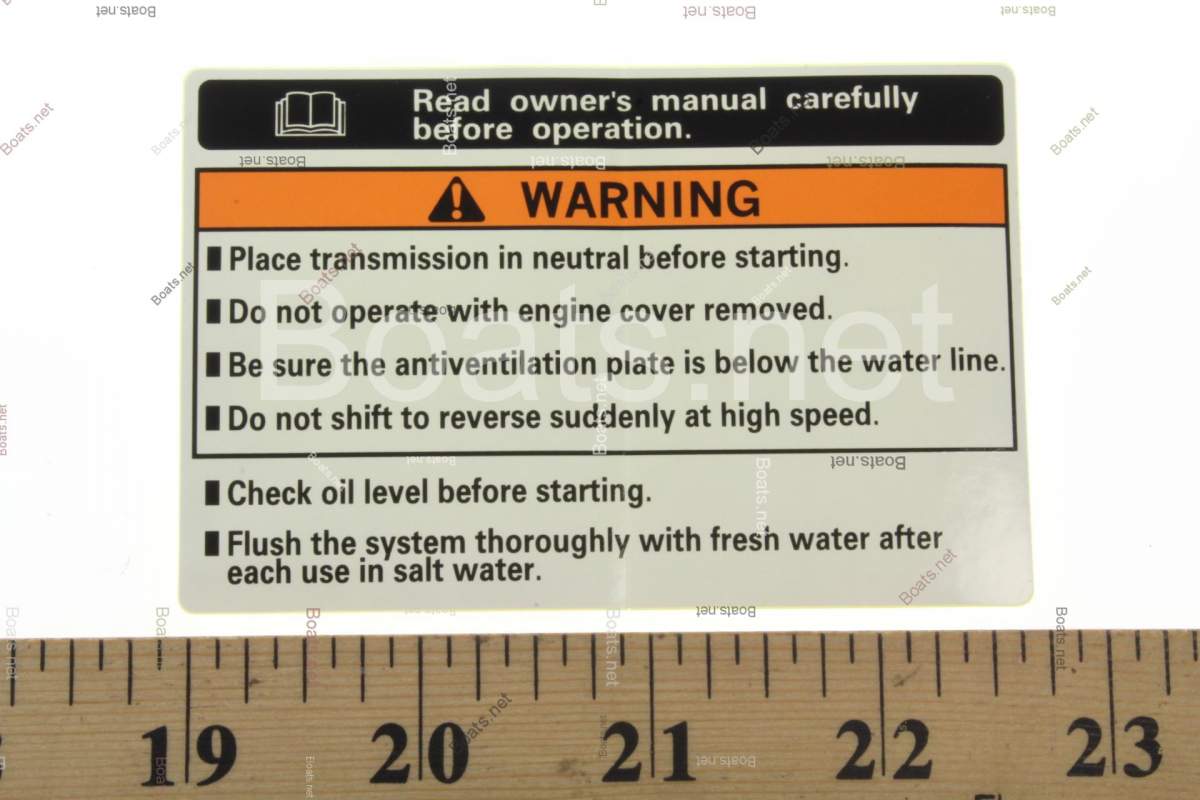 Read owner's manual carefully
before operation.
WARNING
Place transmission in neutral before starting.
Do not operate with engine cover removed.
Be sure the antiventilation plate is below the water line.
Do not shift to reverse suddenly at high speed.
Check oil level before starting.
Flush the system thoroughly with fresh water after
each use in salt water.
Boats.net
19 20 21 22 23